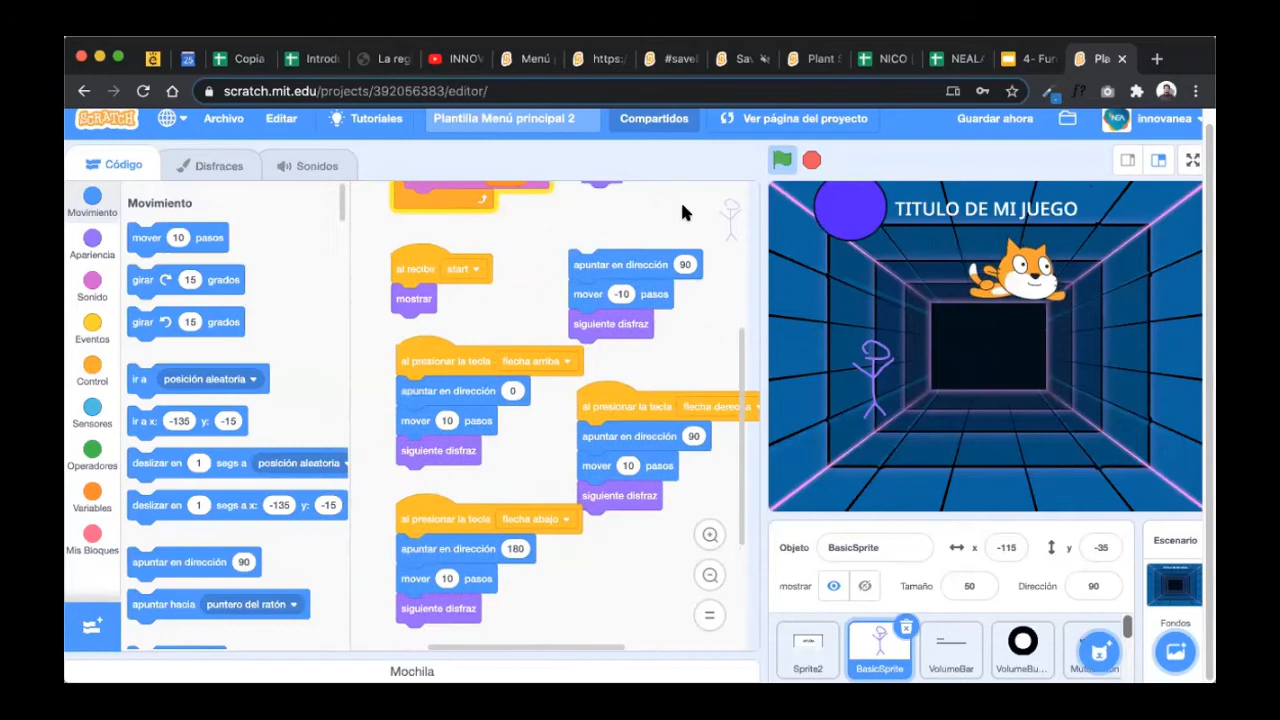 25
Copia
Introd
La reg
INNOV
Menú
https:/
#savel
Sav
Plant S
NICO
NEALA
4- Fun
Pla
scratch.mit.edu/projects/392056383/editor/
SCRATCH
Archivo
Editar
Tutoriales
Plantilla Menú principal 2
Compartidos
Ver página del proyecto
Guardar ahora
innovanea
Código
Disfraces
Sonidos
Movimiento
Apariencia
Sonido
Eventos
Control
Sensores
Operadores
Variables
Mis Bloques
Movimiento
mover 10 pasos
girar 15 grados
girar 15 grados
ir a posición aleatoria
ir a x: -135 y: -15
deslizar en 1 segs a posición aleatoria
deslizar en 1 segs a x: -135 y: -15
apuntar en dirección 90
apuntar hacia puntero del ratón
al recibir start
mostrar
apuntar en dirección 90
mover -10 pasos
siguiente disfraz
al presionar la tecla flecha arriba
apuntar en dirección 0
mover 10 pasos
siguiente disfraz
al presionar la tecla flecha derecha
apuntar en dirección 90
mover 10 pasos
siguiente disfraz
al presionar la tecla flecha abajo
apuntar en dirección 180
mover 10 pasos
siguiente disfraz
Mochila
TITULO DE MI JUEGO
Objeto BasicSprite x -115 y -35
mostrar Tamaño 50 Dirección 90
Sprite2
BasicSprite
VolumeBar
VolumeBu...
Escenario
Fondos